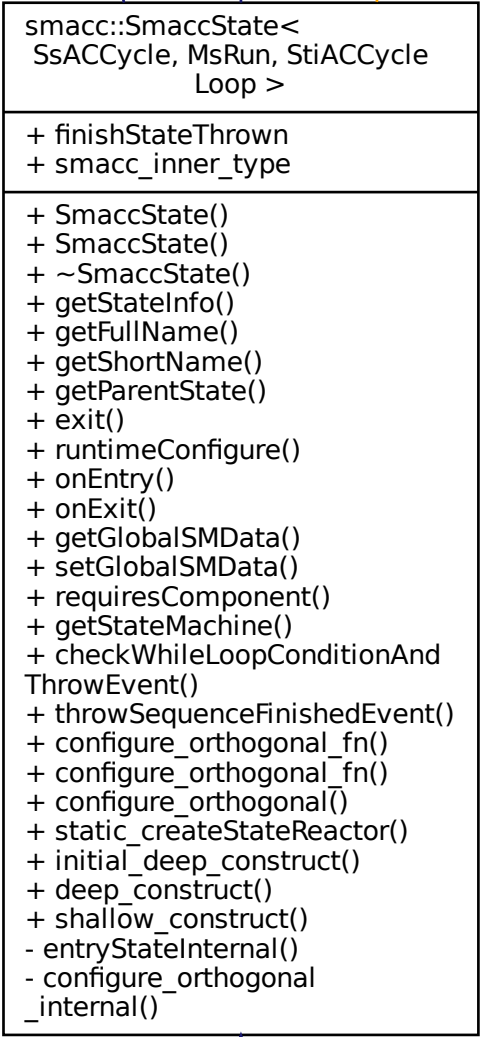 smacc::SmaccState<
SsACCycle, MsRun, StiACCycle
Loop >
+ finishStateThrown
+ smacc_inner_type
+ SmaccState()
+ SmaccState()
+ ~SmaccState()
+ getStateInfo()
+ getFullName()
+ getShortName()
+ getParentState()
+ exit()
+ runtimeConfigure()
+ onEntry()
+ onExit()
+ getGlobalSMData()
+ setGlobalSMData()
+ requiresComponent()
+ getStateMachine()
+ checkWhileLoopConditionAnd
ThrowEvent()
+ throwSequenceFinishedEvent()
+ configure_orthogonal_fn()
+ configure_orthogonal_fn()
+ configure_orthogonal()
+ static_createStateReactor()
+ initial_deep_construct()
+ deep_construct()
+ shallow_construct()
- entryStateInternal()
- configure_orthogonal
_internal()